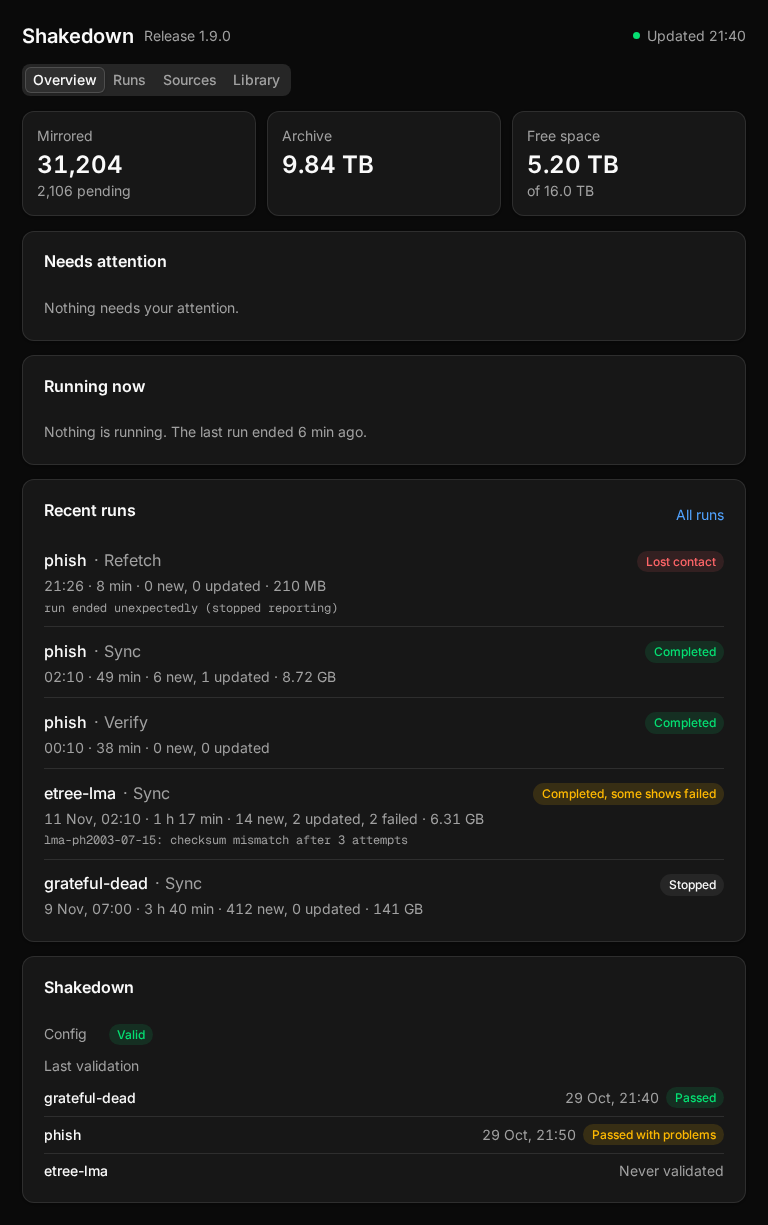 Shakedown Release 1.9.0
Updated 21:40
Overview Runs Sources Library
Mirrored
31,204
2,106 pending
Archive
9.84 TB
Free space
5.20 TB
of 16.0 TB
Needs attention
Nothing needs your attention.
Running now
Nothing is running. The last run ended 6 min ago.
Recent runs
All runs
phish · Refetch
Lost contact
21:26 · 8 min · 0 new, 0 updated · 210 MB
run ended unexpectedly (stopped reporting)
phish · Sync
Completed
02:10 · 49 min · 6 new, 1 updated · 8.72 GB
phish · Verify
Completed
00:10 · 38 min · 0 new, 0 updated
etree-lma · Sync
Completed, some shows failed
11 Nov, 02:10 · 1 h 17 min · 14 new, 2 updated, 2 failed · 6.31 GB
lma-ph2003-07-15: checksum mismatch after 3 attempts
grateful-dead · Sync
Stopped
9 Nov, 07:00 · 3 h 40 min · 412 new, 0 updated · 141 GB
Shakedown
Config Valid
Last validation
grateful-dead 29 Oct, 21:40 Passed
phish 29 Oct, 21:50 Passed with problems
etree-lma Never validated